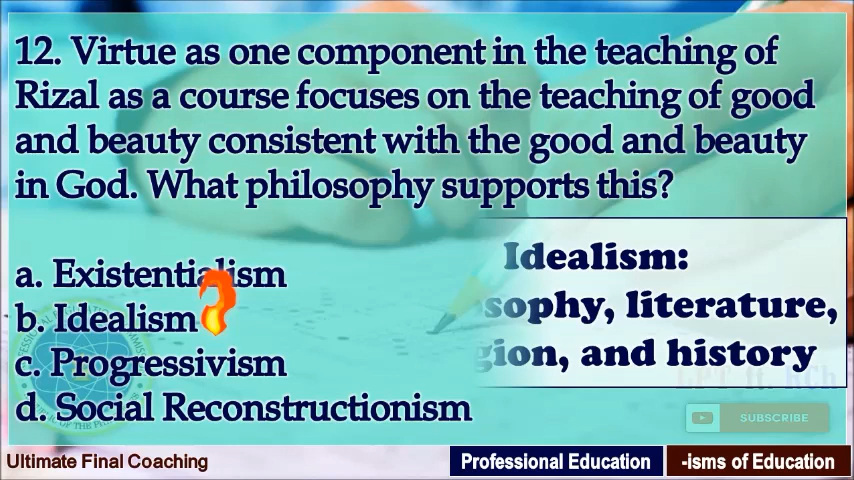 12. Virtue as one component in the teaching of
Rizal as a course focuses on the teaching of good
and beauty consistent with the good and beauty
in God. What philosophy supports this?
a. Existentialism
b. Idealism
c. Progressivism
d. Social Reconstructionism
Idealism:
sophy, literature,
gion, and history
SUBSCRIBE
Ultimate Final Coaching
Professional Education
-isms of Education